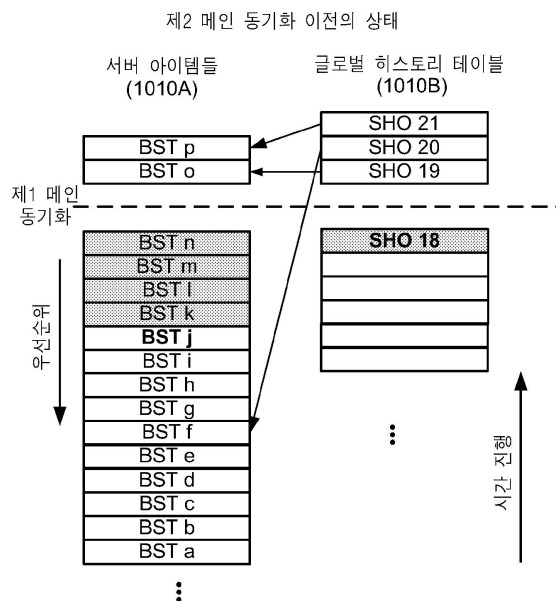 제2 메인 동기화 이전의 상태
서버 아이템들
(1010A)
글로벌 히스토리 테이블
(1010B)
BST p
BST o
SHO 21
SHO 20
SHO 19
제1 메인
동기화
BST n
BST m
BST l
BST k
BST j
BST i
BST h
BST g
BST f
BST e
BST d
BST c
BST b
BST a
SHO 18
우선순위
시간 진행